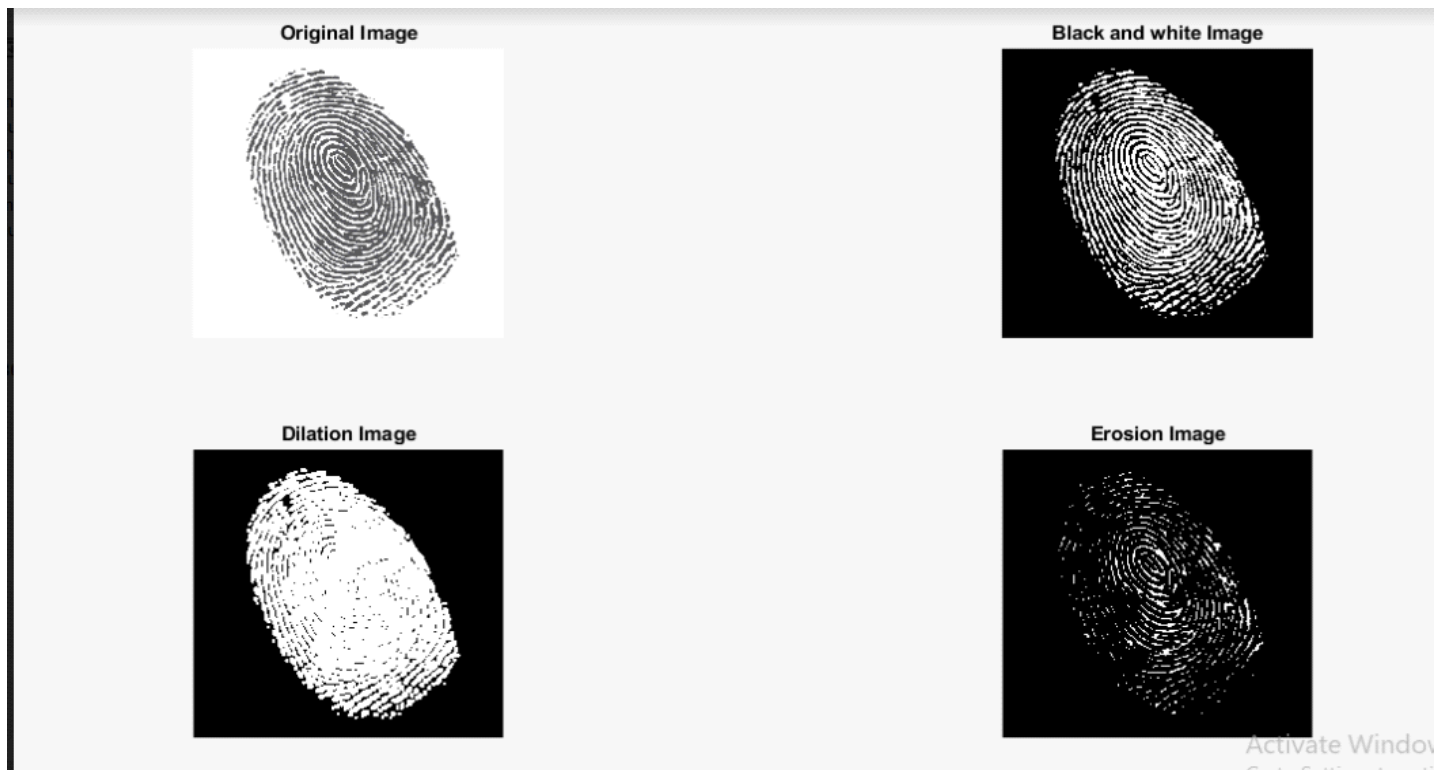 Original Image
Black and white Image
Dilation Image
Erosion Image
Activate Window